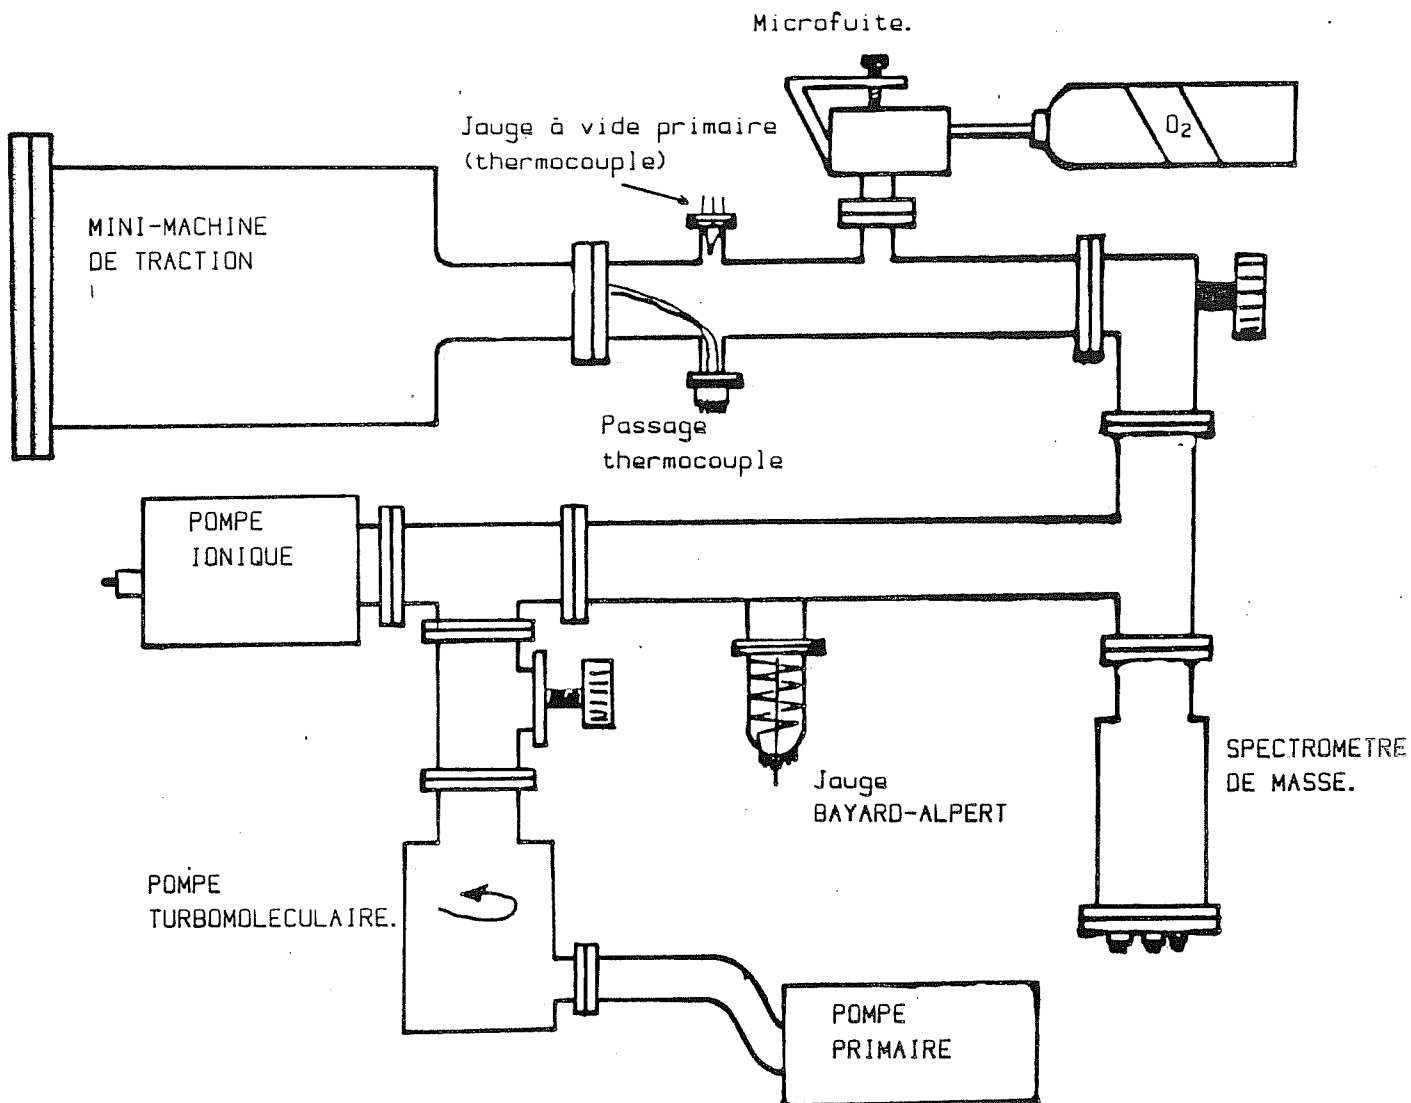 Microfuite.
Jauge à vide primaire
(thermocouple)
O2
MINI-MACHINE
DE TRACTION
Passage
thermocouple
POMPE
IONIQUE
Jauge
BAYARD-ALPERT
SPECTROMETRE
DE MASSE.
POMPE
TURBOMOLECULAIRE.
POMPE
PRIMAIRE